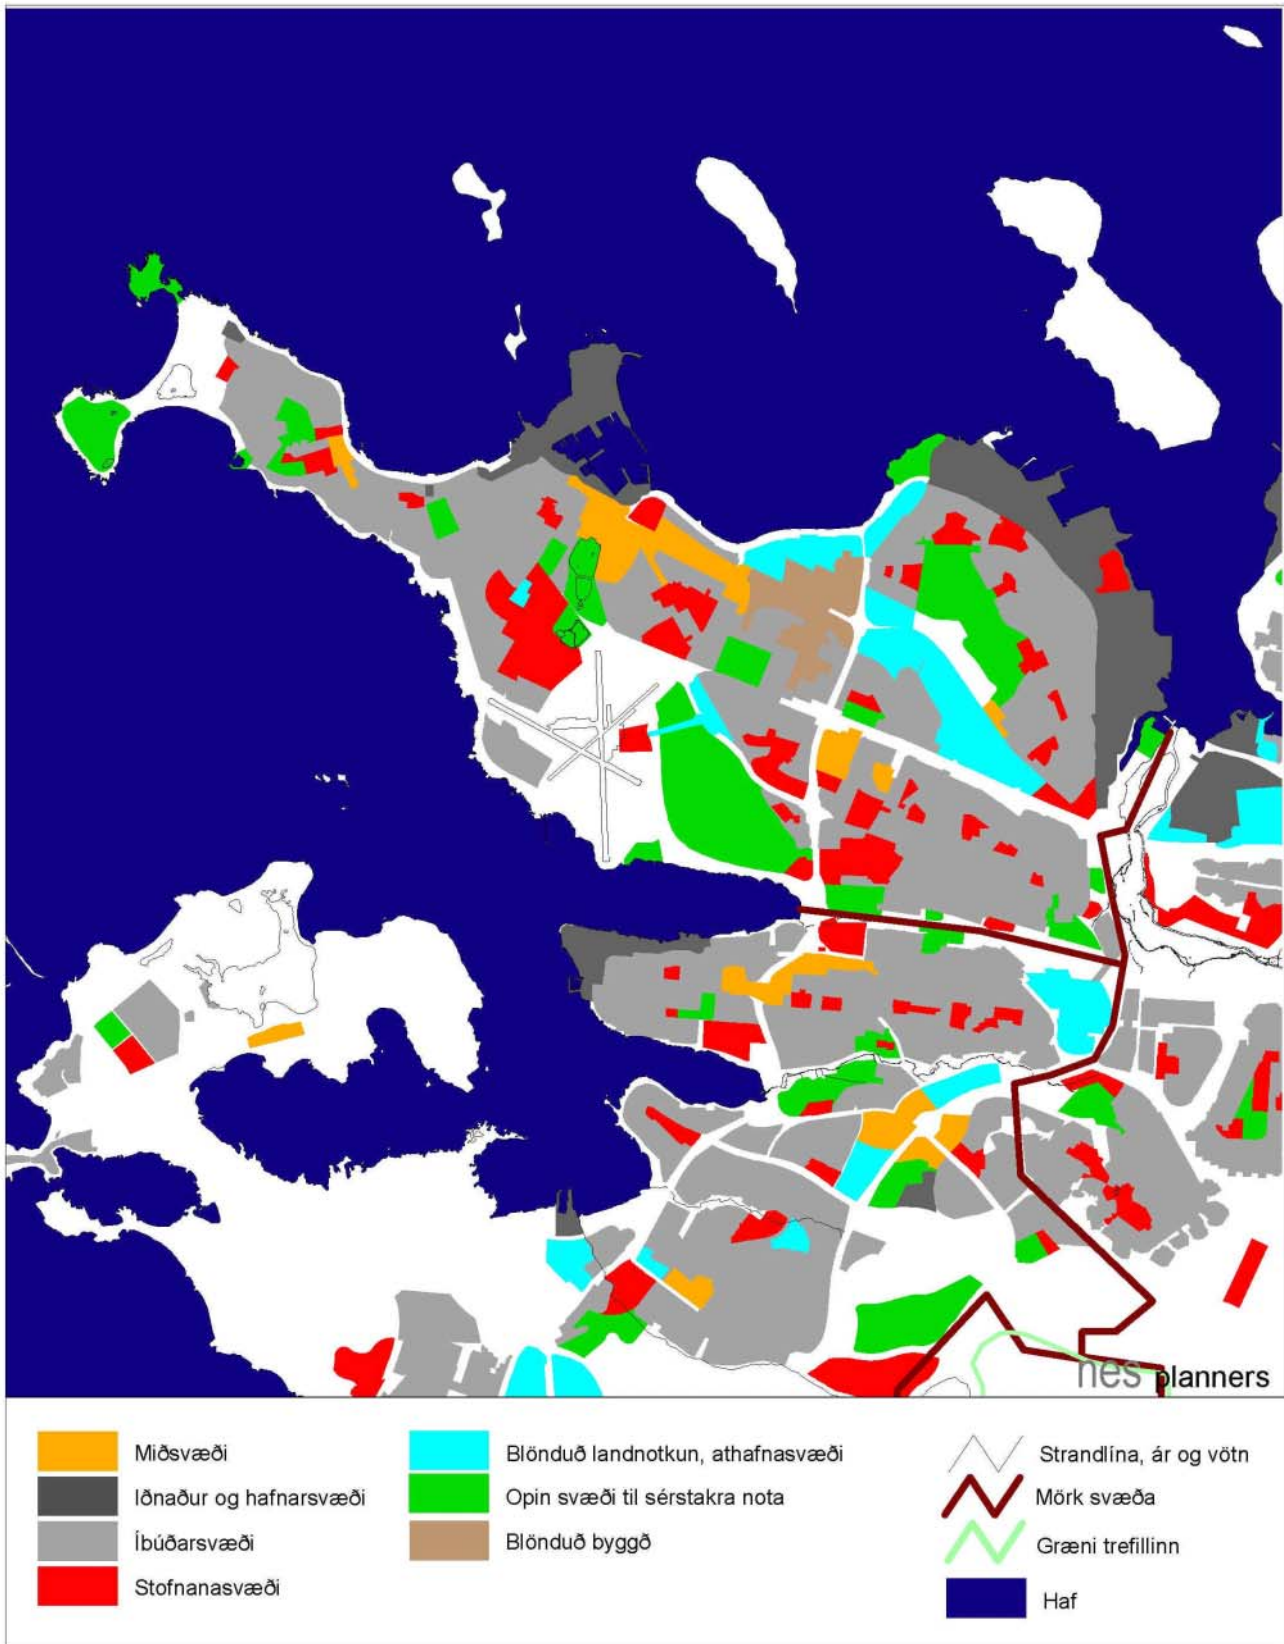 nes planners
Miðsvæði
Iðnaður og hafnarsvæði
Íbúðarsvæði
Stofnanasvæði
Blönduð landnotkun, athafnasvæði
Opin svæði til sérstakra nota
Blönduð byggð
Strandlína, ár og vötn
Mörk svæða
Græni trefillinn
Haf